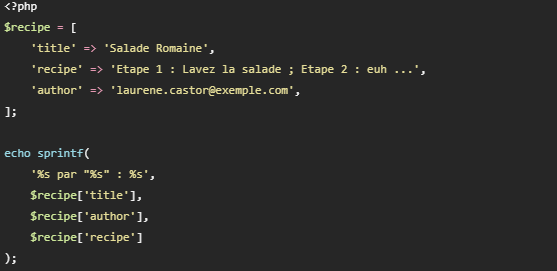 <?php
$recipe = [
    'title' => 'Salade Romaine',
    'recipe' => 'Etape 1 : Lavez la salade ; Etape 2 : euh ...',
    'author' => 'laurene.castor@exemple.com',
];

echo sprintf(
    '%s par "%s" : %s',
    $recipe['title'],
    $recipe['author'],
    $recipe['recipe']
);